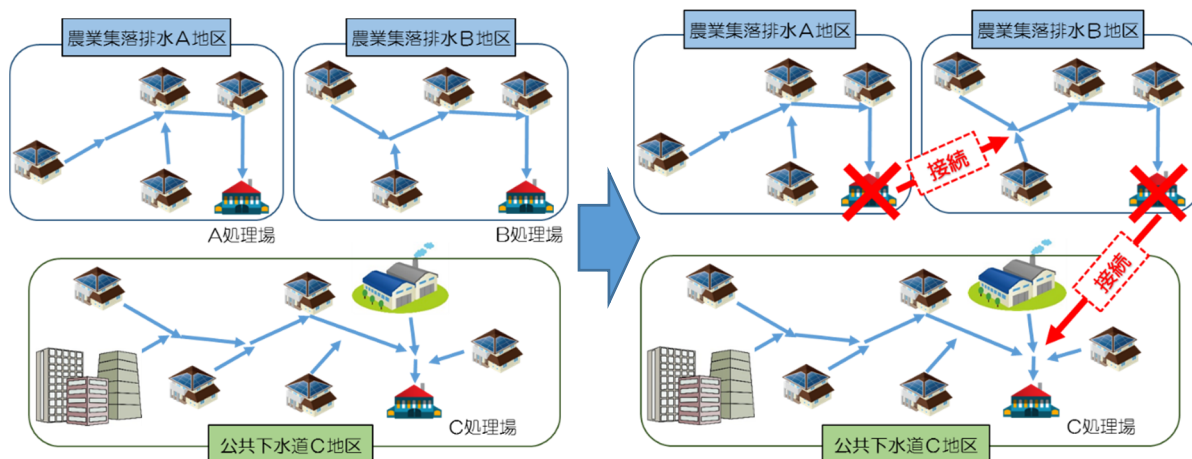 農業集落排水A地区
農業集落排水B地区
A処理場
B処理場
C処理場
公共下水道C地区
農業集落排水A地区
農業集落排水B地区
接続
接続
C処理場
公共下水道C地区